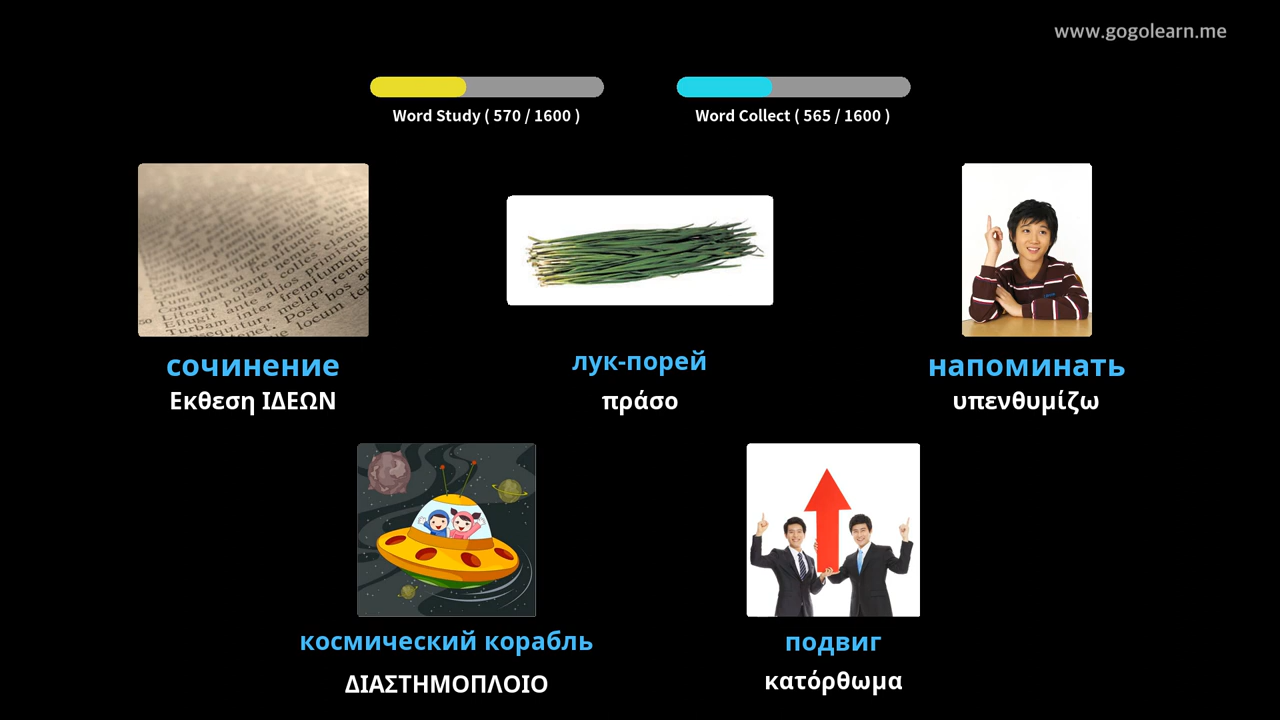 www.gogolearn.me
Word Study ( 570 / 1600 )
Word Collect ( 565 / 1600 )
сочинение
Εκθεση ΙΔΕΩΝ
лук-порей
πράσο
напоминать
υπενθυμίζω
космический корабль
ΔΙΑΣΤΗΜΟΠΛΟΙΟ
подвиг
κατόρθωμα